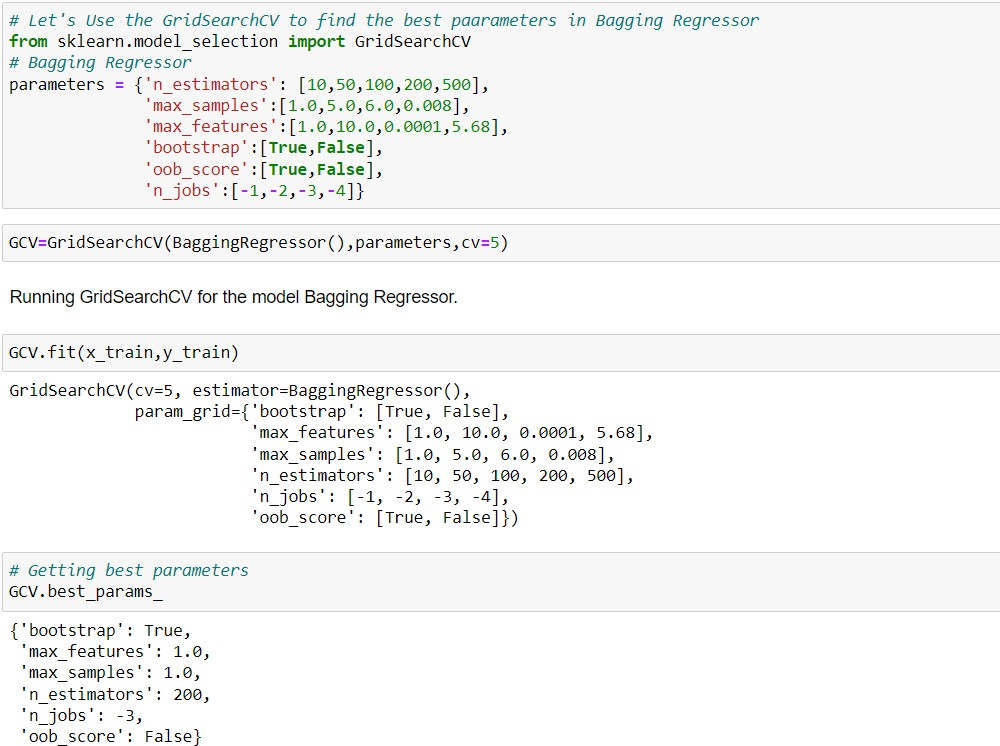 # Let's Use the GridSearchCV to find the best paarameters in Bagging Regressor
from sklearn.model_selection import GridSearchCV
# Bagging Regressor
parameters = {'n_estimators': [10,50,100,200,500],
              'max_samples':[1.0,5.0,6.0,0.008],
              'max_features':[1.0,10.0,0.0001,5.68],
              'bootstrap':[True,False],
              'oob_score':[True,False],
              'n_jobs':[-1,-2,-3,-4]}
GCV=GridSearchCV(BaggingRegressor(),parameters,cv=5)
Running GridSearchCV for the model Bagging Regressor.
GCV.fit(x_train,y_train)
GridSearchCV(cv=5, estimator=BaggingRegressor(),
             param_grid={'bootstrap': [True, False],
                         'max_features': [1.0, 10.0, 0.0001, 5.68],
                         'max_samples': [1.0, 5.0, 6.0, 0.008],
                         'n_estimators': [10, 50, 100, 200, 500],
                         'n_jobs': [-1, -2, -3, -4],
                         'oob_score': [True, False]})
# Getting best parameters
GCV.best_params_
{'bootstrap': True,
 'max_features': 1.0,
 'max_samples': 1.0,
 'n_estimators': 200,
 'n_jobs': -3,
 'oob_score': False}